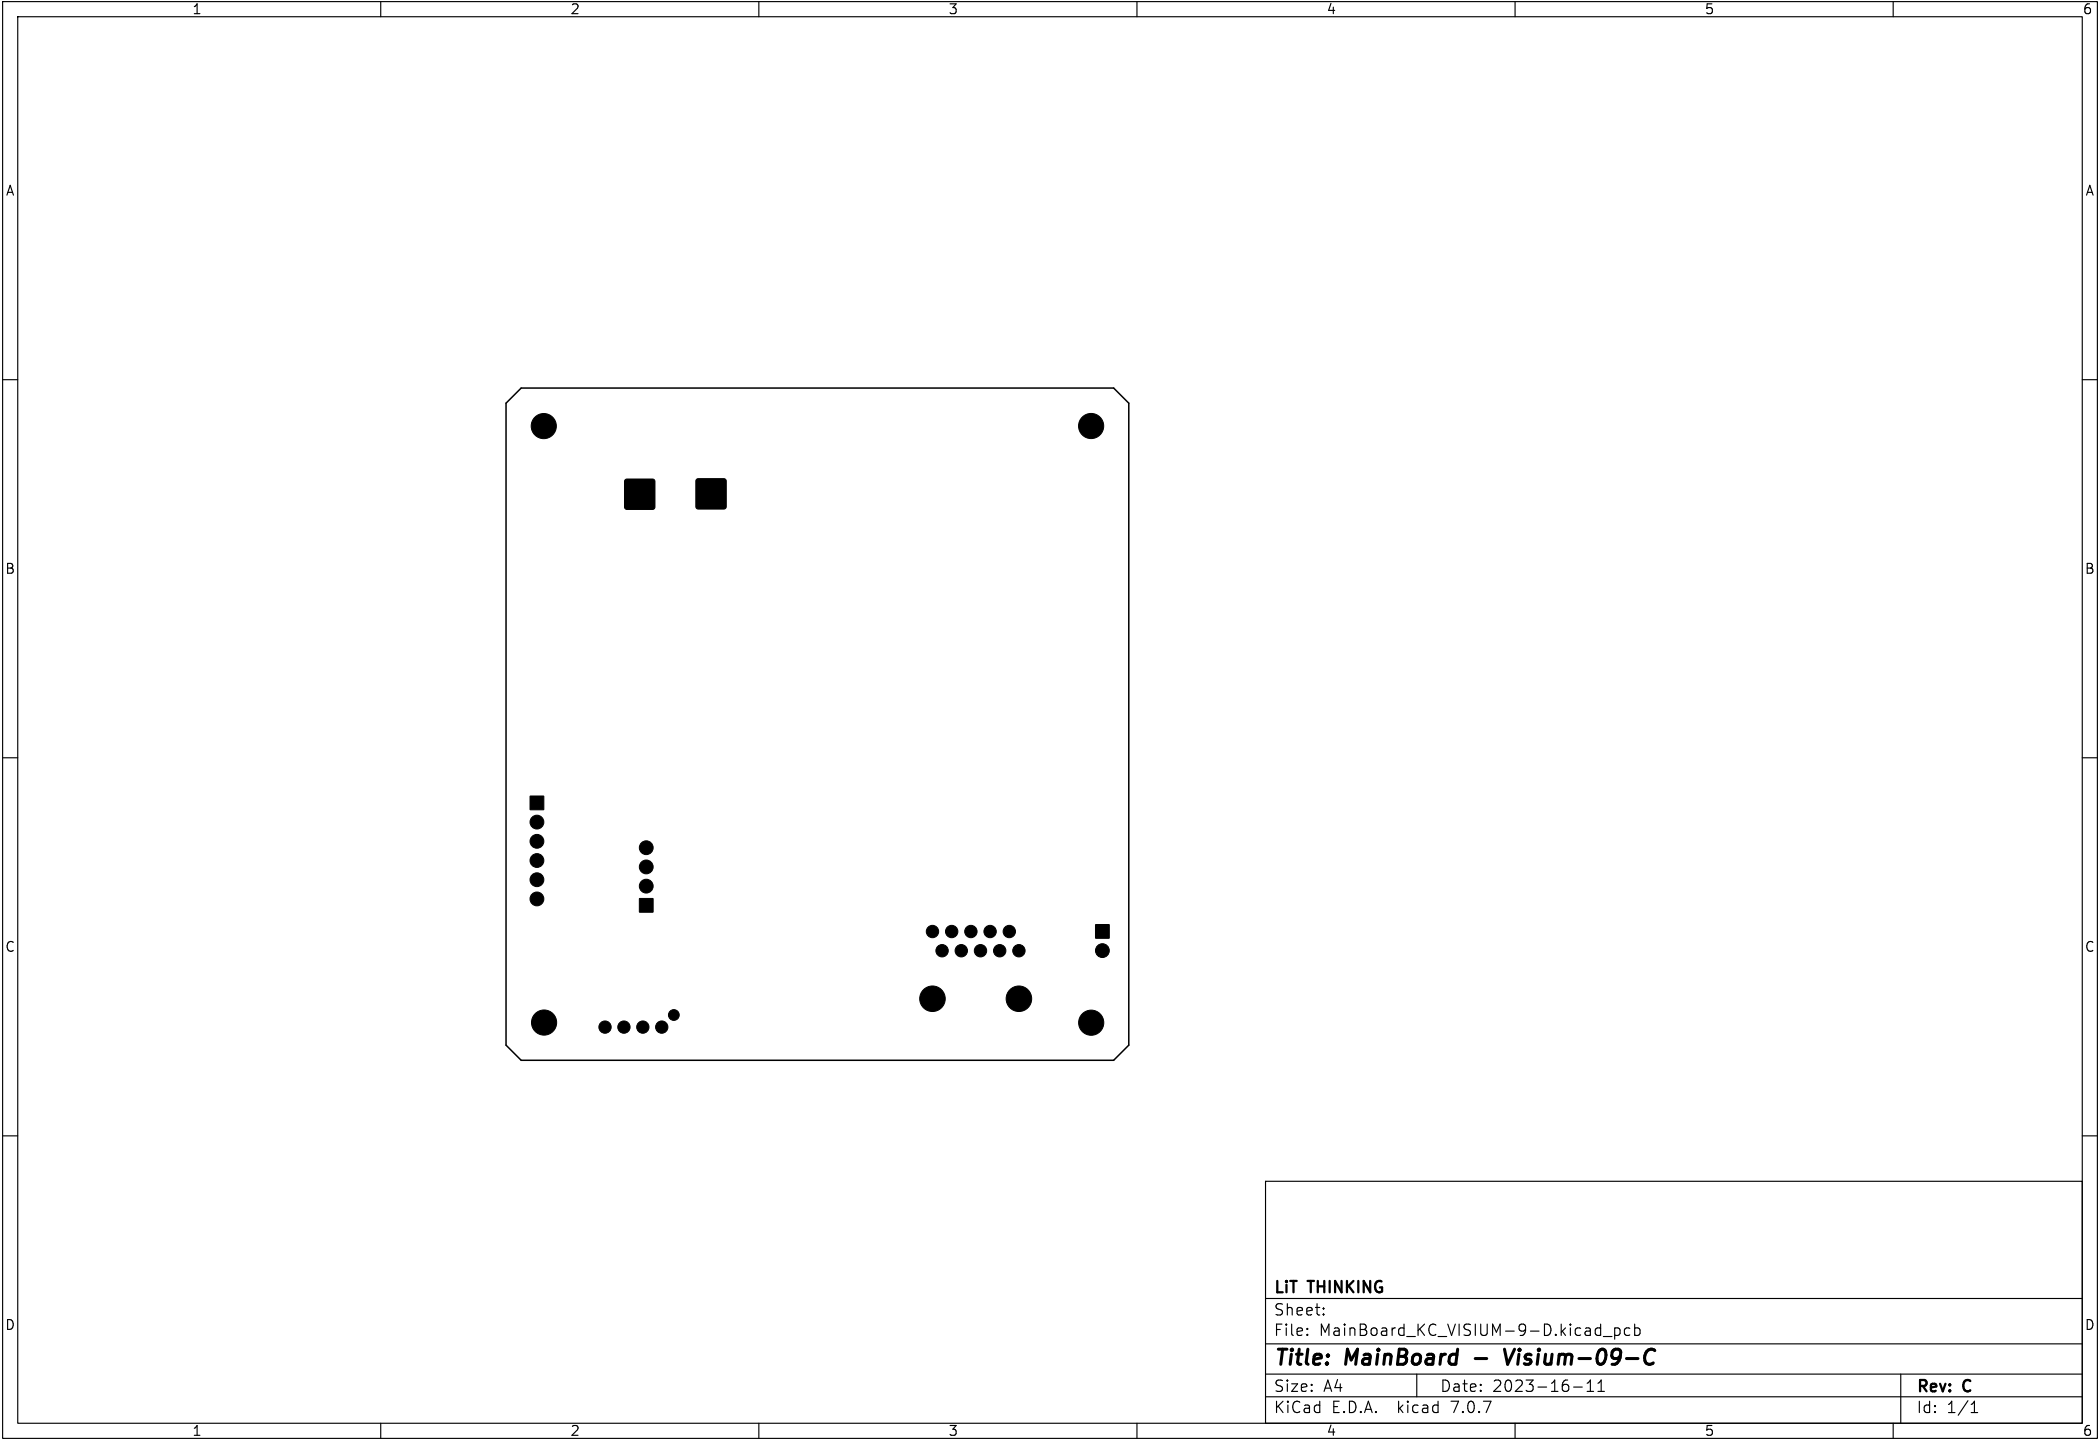 1 2 3 4 5 6
A A
B B
C C
D D
LiT THINKING
Sheet:
File: MainBoard_KC_VISIUM-9-D.kicad_pcb
Title: MainBoard - Visium-09-C
Size: A4 Date: 2023-16-11 Rev: C
KiCad E.D.A. kicad 7.0.7 Id: 1/1
1 2 3 4 5 6